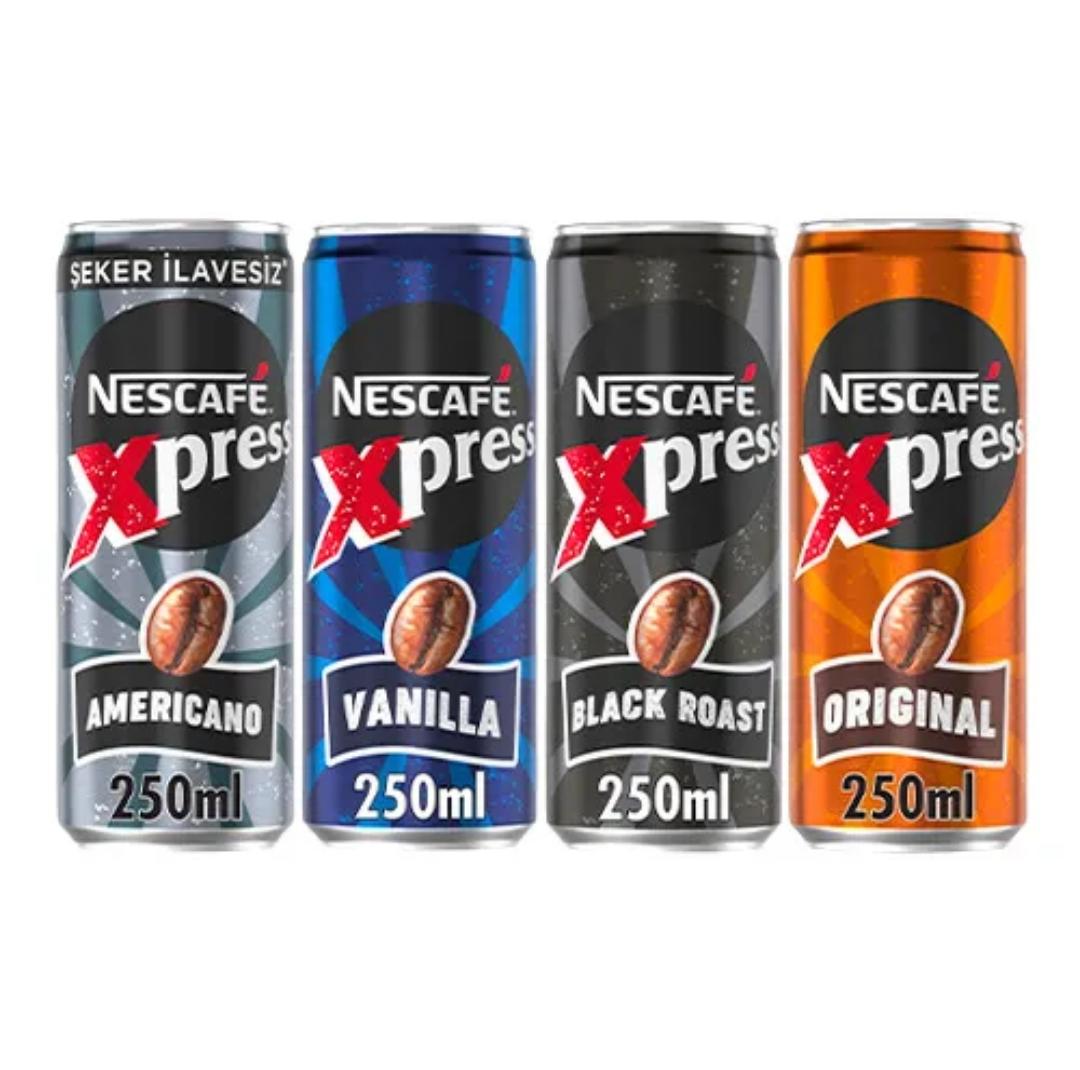 ŞEKER İLAVESİZ*
NESCAFÉ.
Xpress
AMERICANO
250ml
NESCAFÉ.
Xpress
VANILLA
250ml
NESCAFÉ.
Xpress
BLACK ROAST
250ml
NESCAFÉ.
Xpress
ORIGINAL
250ml